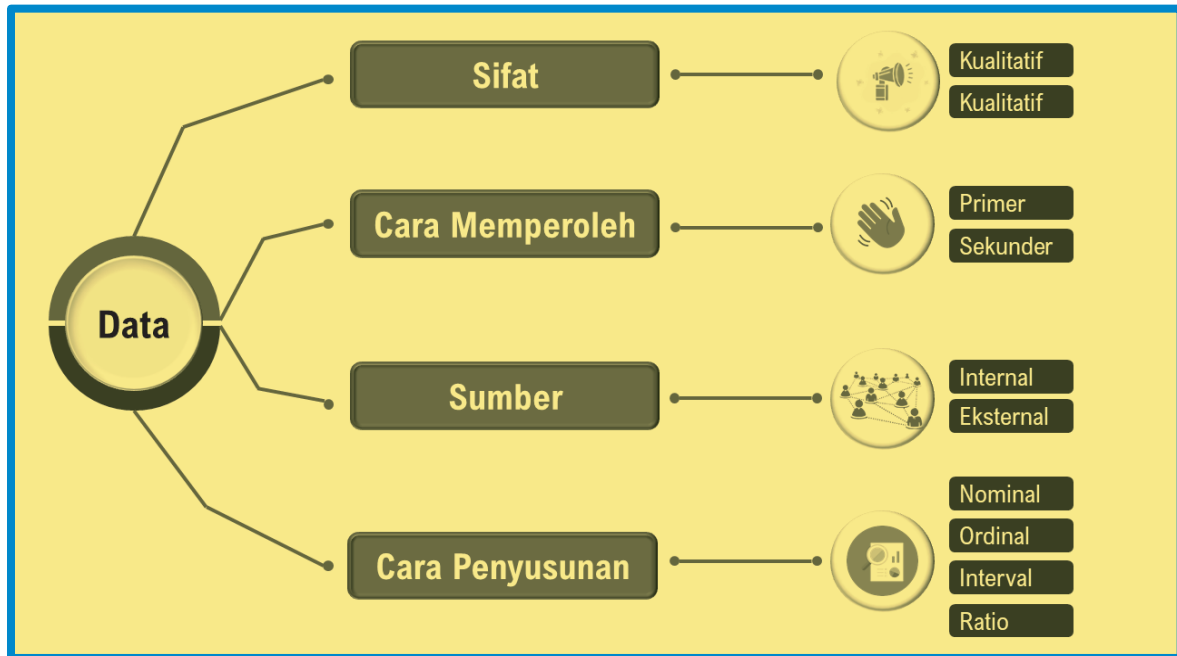 Data
Sifat
Kualitatif
Kualitatif
Cara Memperoleh
Primer
Sekunder
Sumber
Internal
Eksternal
Cara Penyusunan
Nominal
Ordinal
Interval
Ratio